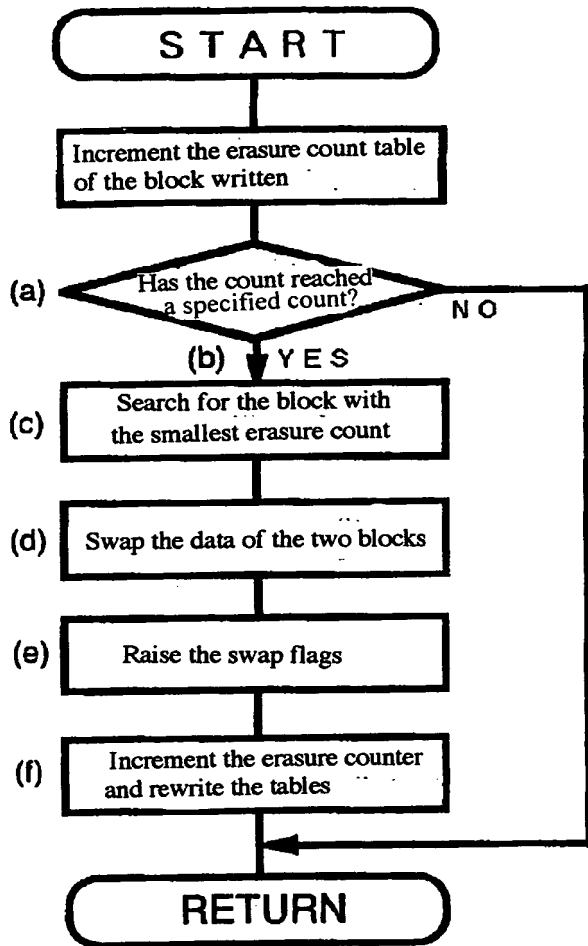 START
Increment the erasure count table
of the block written
(a)
Has the count reached
a specified count?
NO
(b) YES
(c)
Search for the block with
the smallest erasure count
(d) Swap the data of the two blocks
(e) Raise the swap flags
(f)
Increment the erasure counter
and rewrite the tables
RETURN